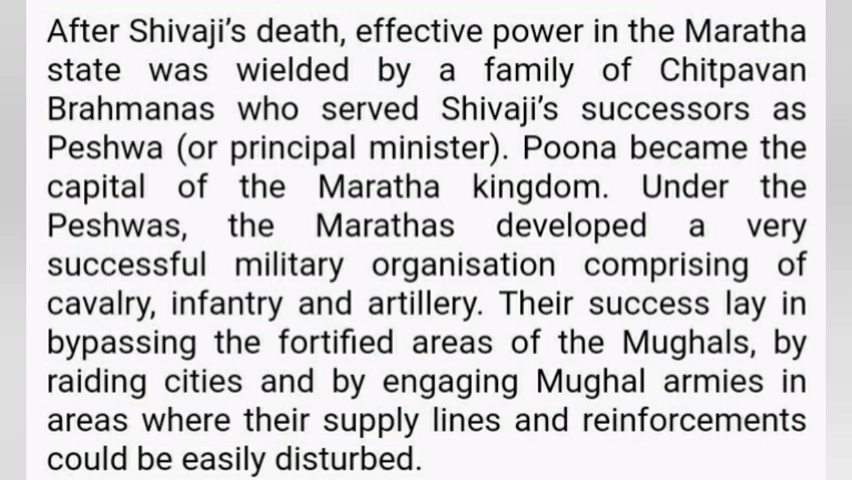 After Shivaji’s death, effective power in the Maratha
state was wielded by a family of Chitpavan
Brahmanas who served Shivaji’s successors as
Peshwa (or principal minister). Poona became the
capital of the Maratha kingdom. Under the
Peshwas, the Marathas developed a very
successful military organisation comprising of
cavalry, infantry and artillery. Their success lay in
bypassing the fortified areas of the Mughals, by
raiding cities and by engaging Mughal armies in
areas where their supply lines and reinforcements
could be easily disturbed.